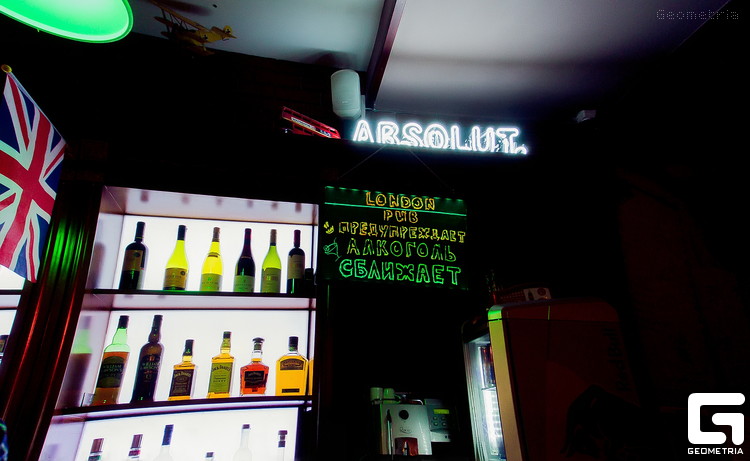 Geometria
ABSOLUT.
LONDON
PUB
ПРЕДУПРЕЖДАЕТ
АЛКОГОЛЬ
СБЛИЖАЕТ
GEOMETRIA